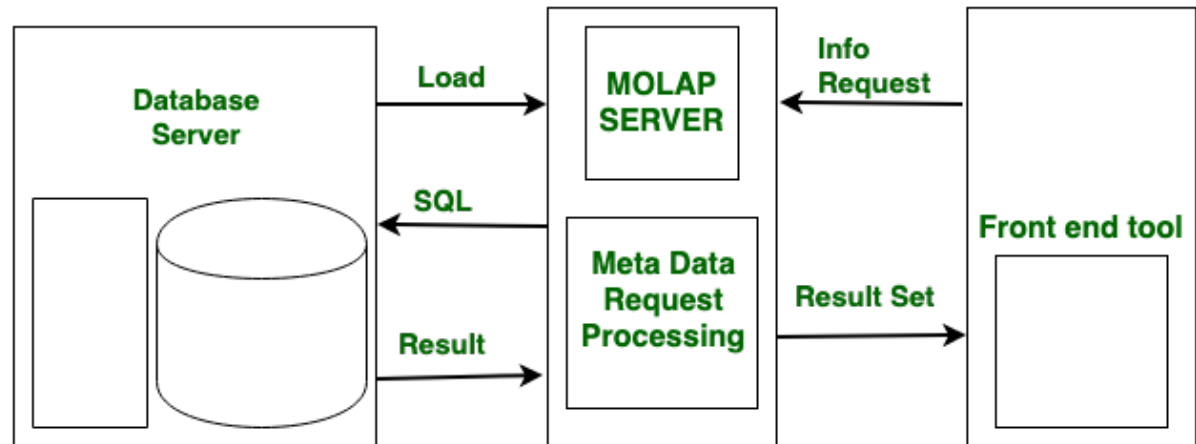 Database
Server
Load
SQL
Result
MOLAP
SERVER
Meta Data
Request
Processing
Info
Request
Result Set
Front end tool